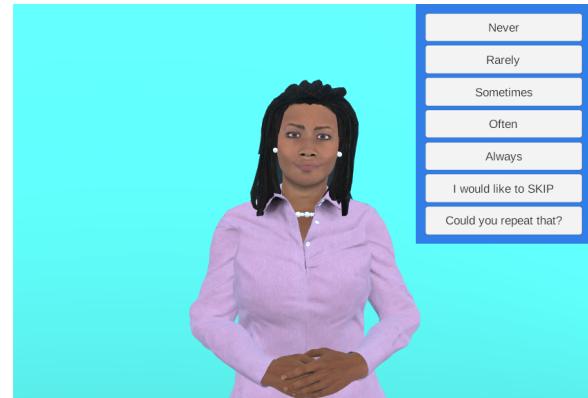 Never
Rarely
Sometimes
Often
Always
I would like to SKIP
Could you repeat that?